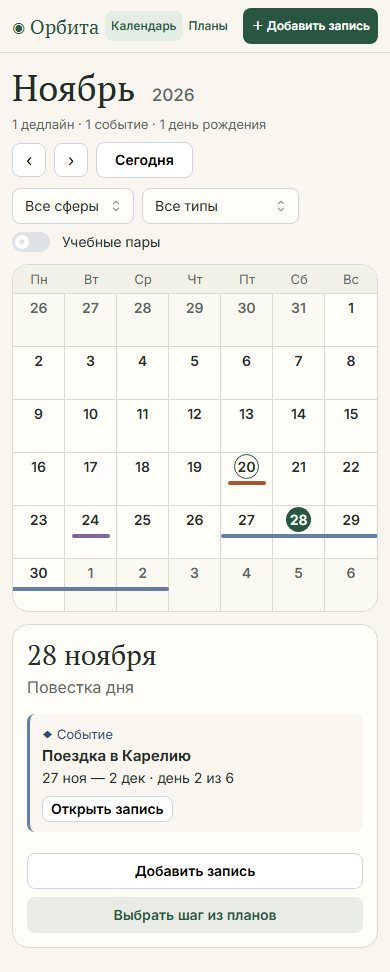 Орбита Календарь Планы + Добавить запись
Ноябрь 2026
1 дедлайн · 1 событие · 1 день рождения
‹ › Сегодня
Все сферы Все типы
Учебные пары
Пн Вт Ср Чт Пт Сб Вс
26 27 28 29 30 31 1
2 3 4 5 6 7 8
9 10 11 12 13 14 15
16 17 18 19 20 21 22
23 24 25 26 27 28 29
30 1 2 3 4 5 6
28 ноября
Повестка дня
Событие
Поездка в Карелию
27 ноя — 2 дек · день 2 из 6
Открыть запись
Добавить запись
Выбрать шаг из планов